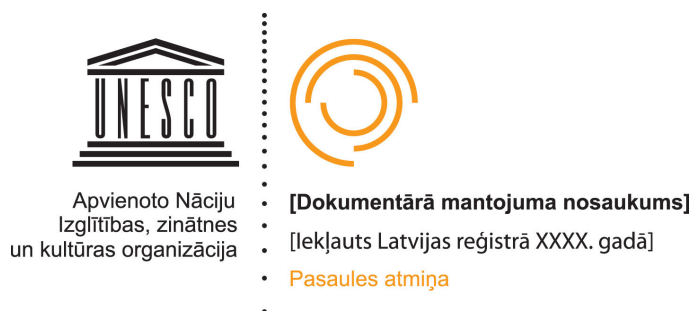 UNESCO
Apvienoto Nāciju
Izglītības, zinātnes
un kultūras organizācija
[Dokumentārā mantojuma nosaukums]
[Iekļauts Latvijas reģistrā XXXX. gadā]
Pasaules atmiņa